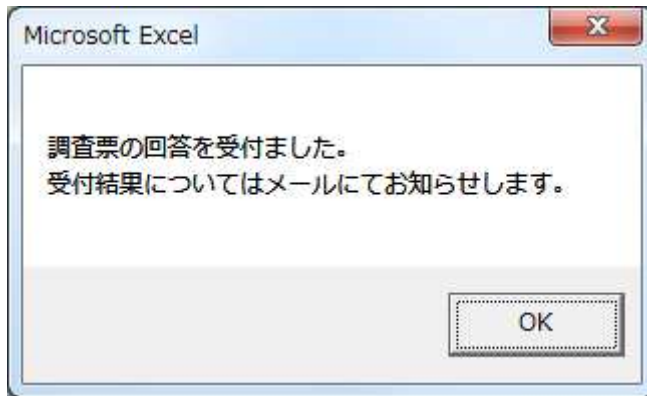 Microsoft Excel
調査票の回答を受付ました。
受付結果についてはメールにてお知らせします。
OK